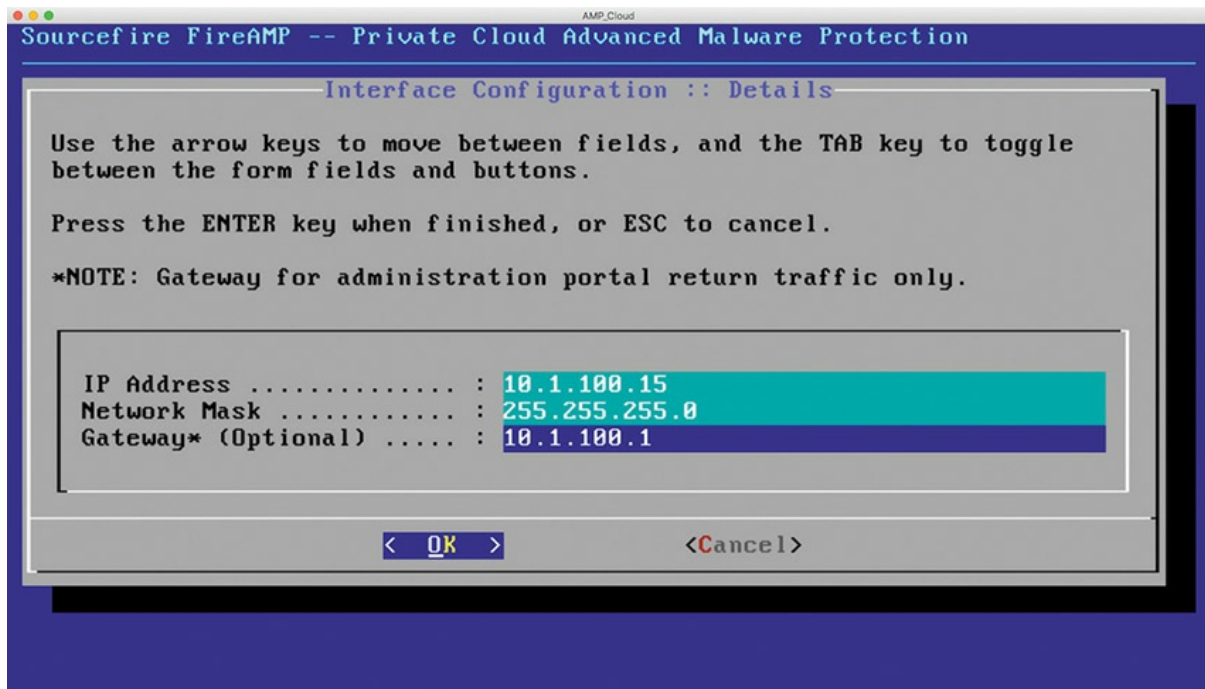 AMP_Cloud
Sourcefire FireAMP -- Private Cloud Advanced Malware Protection
Interface Configuration :: Details
Use the arrow keys to move between fields, and the TAB key to toggle
between the form fields and buttons.
Press the ENTER key when finished, or ESC to cancel.
*NOTE: Gateway for administration portal return traffic only.
IP Address .............. : 10.1.100.15
Network Mask ............ : 255.255.255.0
Gateway* (Optional) ..... : 10.1.100.1
< OK > <Cancel>